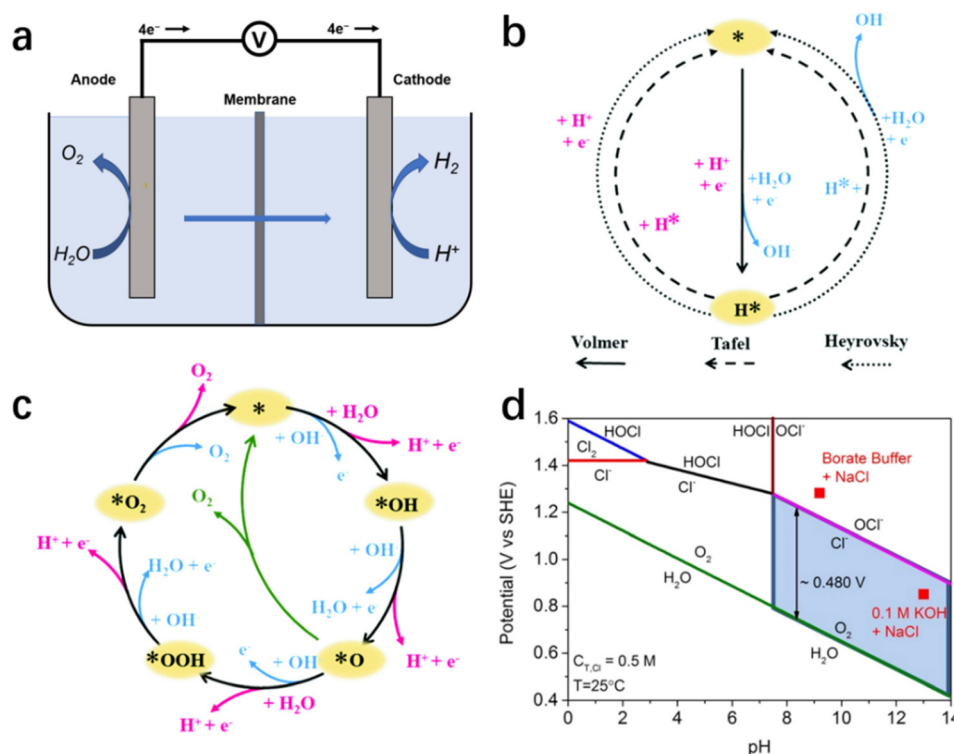 a
4e⁻
V
4e⁻
Anode
Membrane
Cathode
O₂
H₂O
H₂
H⁺
b
*
OH⁻
+ H⁺
+ e⁻
+H₂O
+ e⁻
+ H⁺
+ e⁻
+H₂O
+ e⁻
H* +
+ H*
OH⁻
H*
Volmer
Tafel
Heyrovsky
c
O₂
*
+ H₂O
+ OH⁻
H⁺ + e⁻
e⁻
O₂
*O₂
O₂
*OH
H⁺ + e⁻
+ OH⁻
H₂O + e⁻
H₂O + e⁻
+ OH⁻
*OOH
*O
H⁺ + e⁻
e⁻
+ OH⁻
+ H₂O
H⁺ + e⁻
d
Potential (V vs SHE)
1.6
1.4
1.2
1.0
0.8
0.6
0.4
HOCl
Cl₂
Cl⁻
HOCl
Cl⁻
HOCl
OCl⁻
Borate Buffer
+ NaCl
OCl⁻
Cl⁻
O₂
H₂O
~ 0.480 V
0.1 M KOH
+ NaCl
O₂
H₂O
C_T,Cl = 0.5 M
T=25°C
0
2
4
6
8
10
12
14
pH